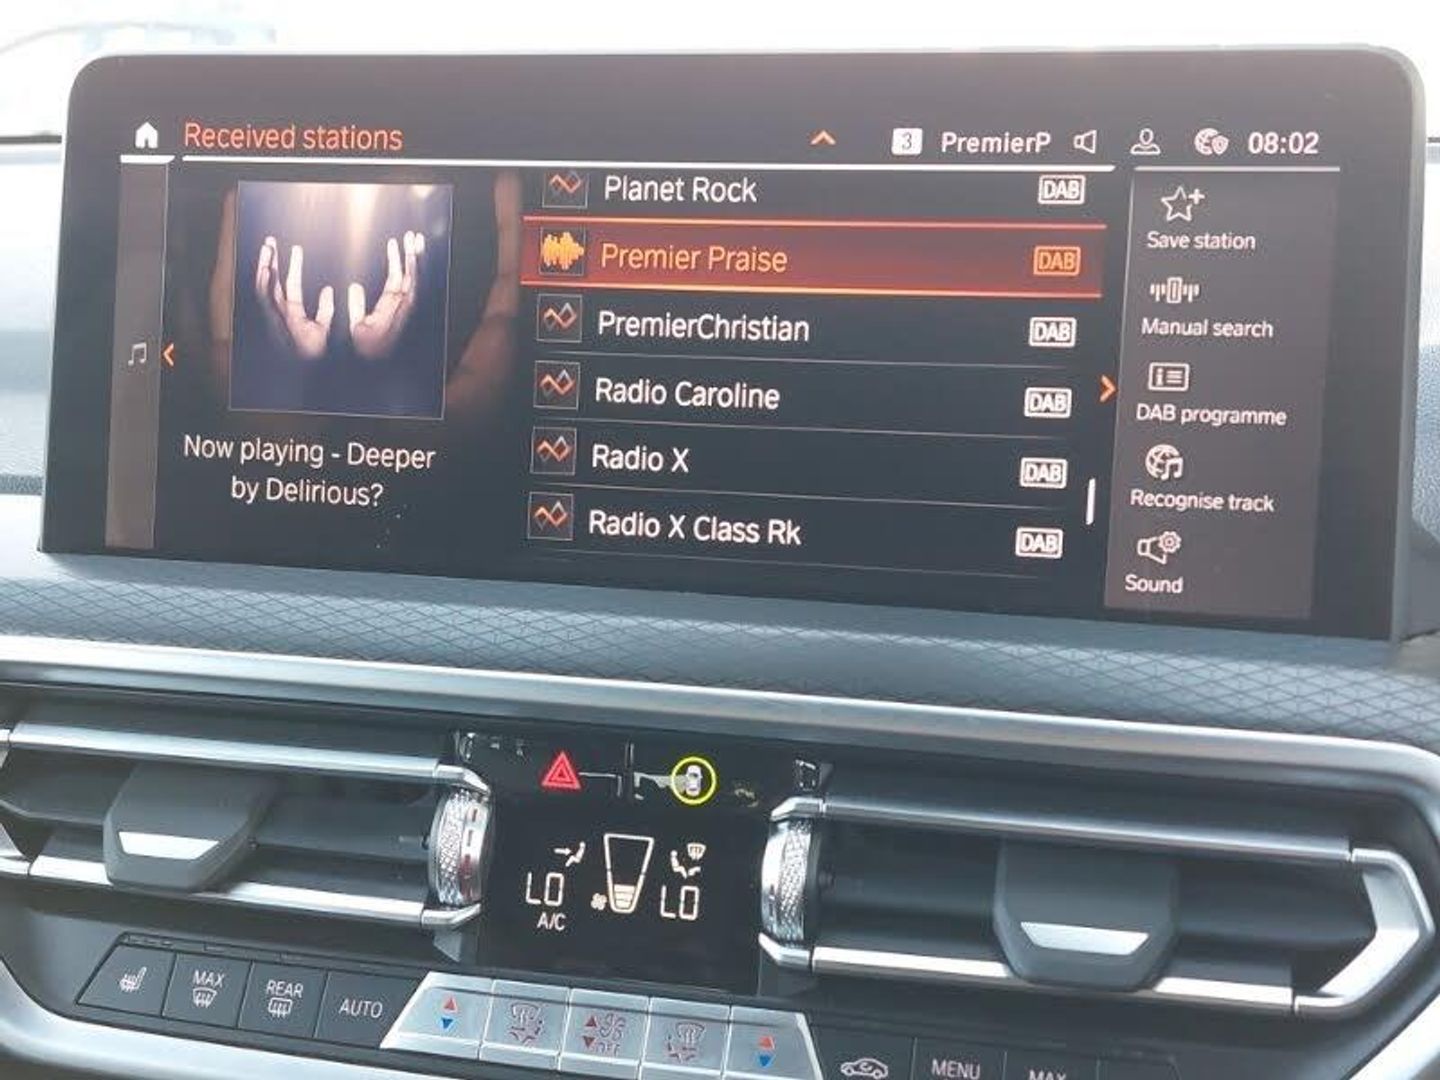 Received stations
3 PremierP 08:02
Planet Rock DAB
Premier Praise DAB
PremierChristian DAB
Radio Caroline DAB
Radio X DAB
Radio X Class Rk DAB
Now playing - Deeper
by Delirious?
Save station
Manual search
DAB programme
Recognise track
Sound
LO LO
A/C
MAX
REAR
AUTO
OFF
MENU
MAX